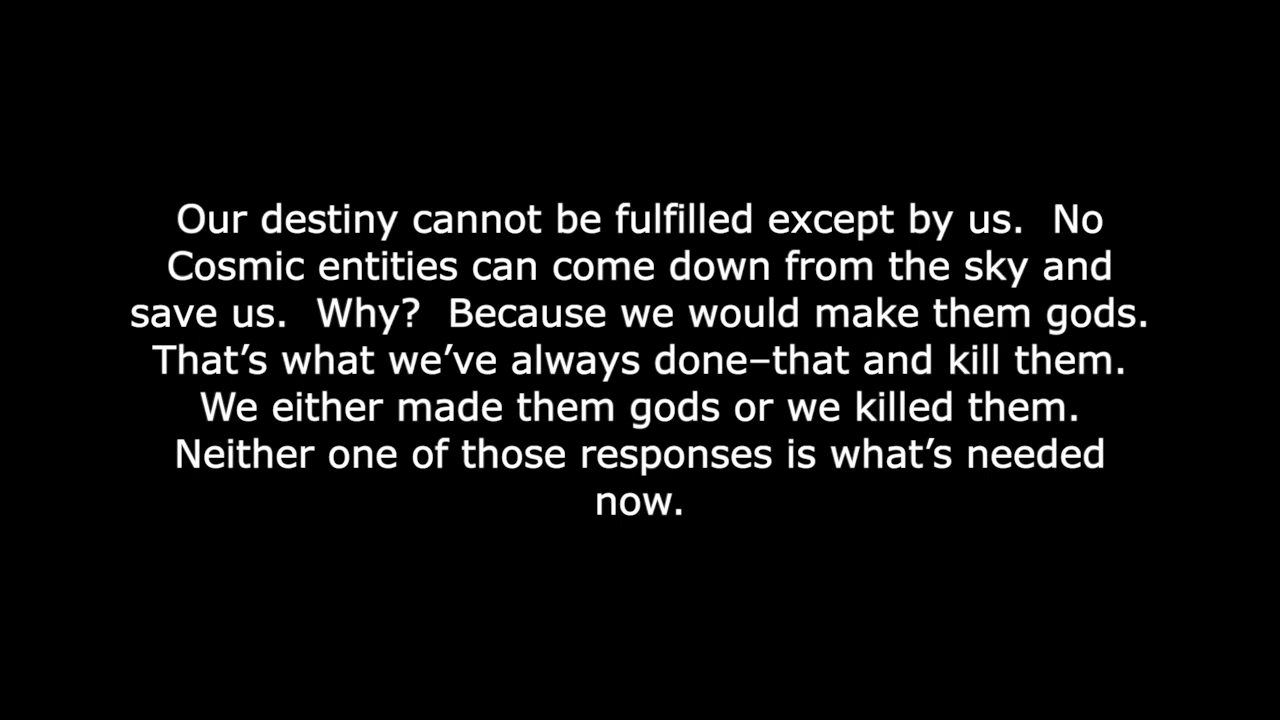 Our destiny cannot be fulfilled except by us.  No
Cosmic entities can come down from the sky and
save us.  Why?  Because we would make them gods.
That’s what we’ve always done–that and kill them.
We either made them gods or we killed them.
Neither one of those responses is what’s needed
now.